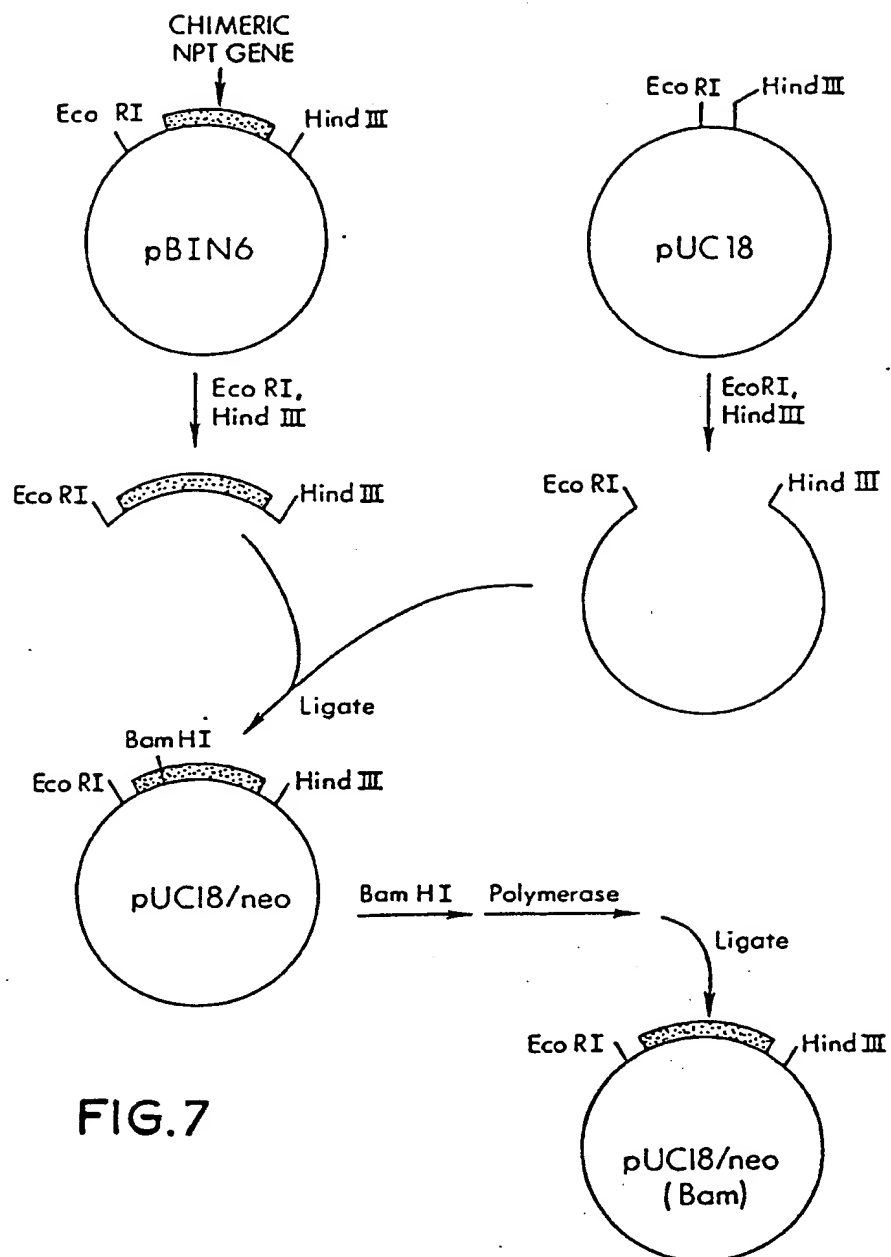 CHIMERIC
NPT GENE
Eco RI
Hind III
pBIN6
Eco RI
Hind III
pUC18
Eco RI,
Hind III
EcoRI,
Hind III
Eco RI
Hind III
Eco RI
Hind III
Ligate
Bam HI
Eco RI
Hind III
pUC18/neo
Bam HI
Polymerase
Ligate
Eco RI
Hind III
pUC18/neo
(Bam)
FIG.7